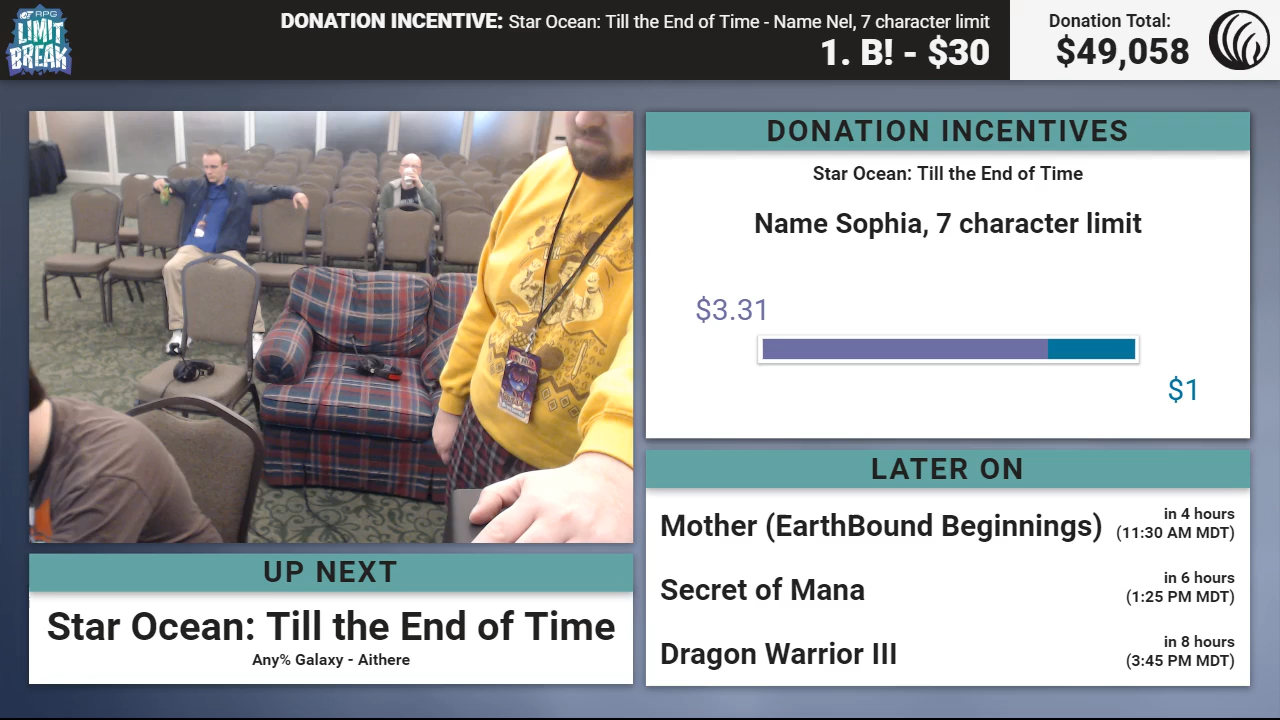 RPG
LIMIT
BREAK
DONATION INCENTIVE: Star Ocean: Till the End of Time - Name Nel, 7 character limit
1. B! - $30
Donation Total:
$49,058
DONATION INCENTIVES
Star Ocean: Till the End of Time
Name Sophia, 7 character limit
$3.31
$1
UP NEXT
Star Ocean: Till the End of Time
Any% Galaxy - Aithere
LATER ON
Mother (EarthBound Beginnings)
in 4 hours
(11:30 AM MDT)
Secret of Mana
in 6 hours
(1:25 PM MDT)
Dragon Warrior III
in 8 hours
(3:45 PM MDT)